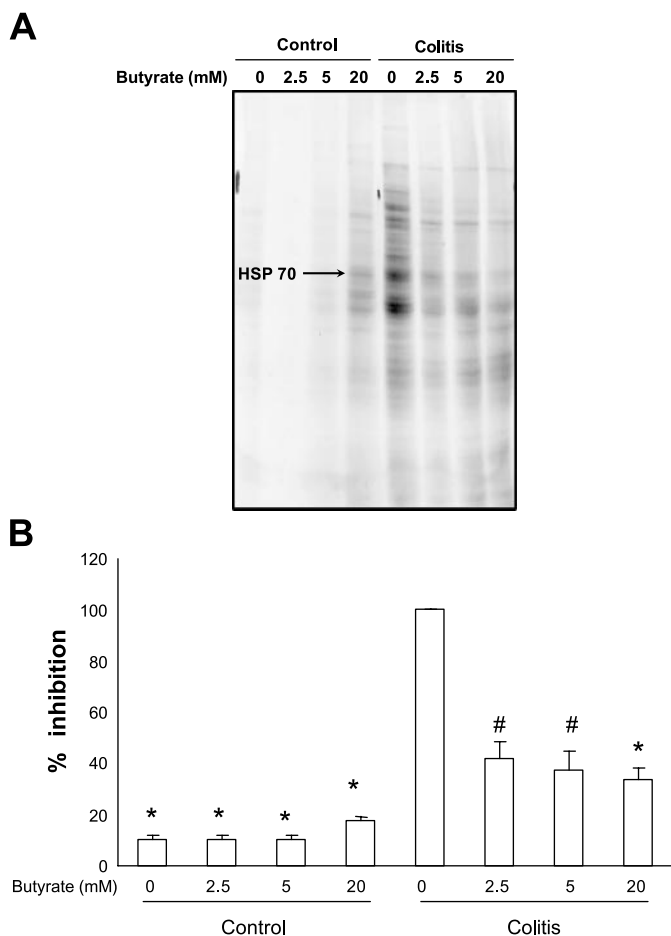 A
Control Colitis
Butyrate (mM) 0 2.5 5 20 0 2.5 5 20
HSP 70
B
% inhibition
120
100
80
60
40
20
0
# # *
* * * *
Butyrate (mM) 0 2.5 5 20 0 2.5 5 20
Control Colitis